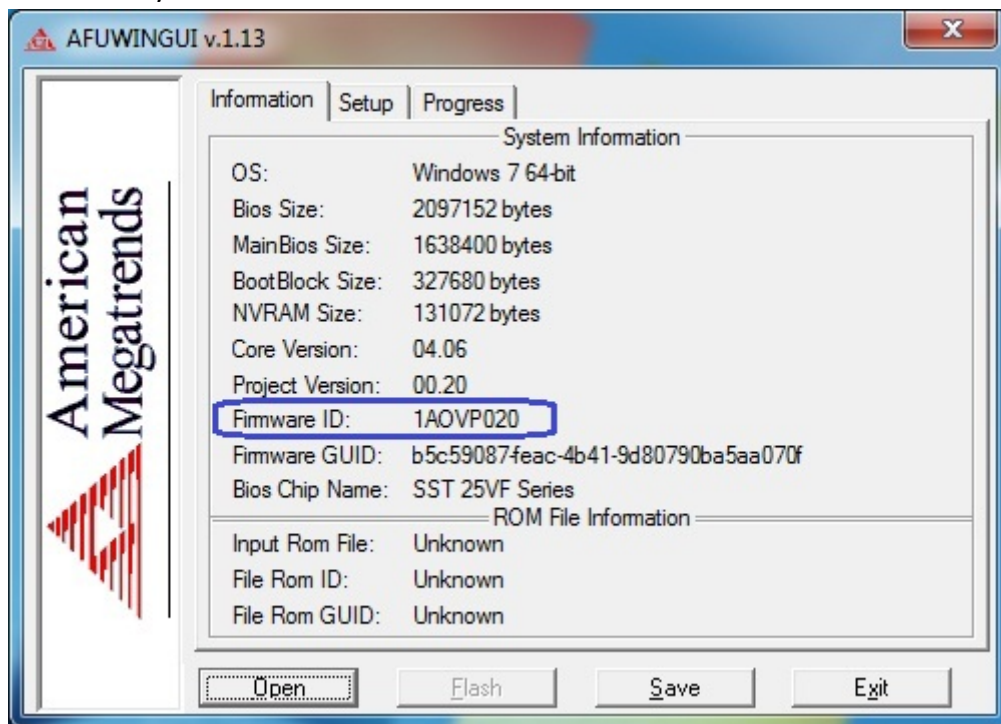 AFUWINGUI v.1.13
Information Setup Progress
System Information
OS: Windows 7 64-bit
Bios Size: 2097152 bytes
MainBios Size: 1638400 bytes
BootBlock Size: 327680 bytes
NVRAM Size: 131072 bytes
Core Version: 04.06
Project Version: 00.20
Firmware ID: 1AOVP020
Firmware GUID: b5c59087-feac-4b41-9d80790ba5aa070f
Bios Chip Name: SST 25VF Series
ROM File Information
Input Rom File: Unknown
File Rom ID: Unknown
File Rom GUID: Unknown
American
Megatrends
Open Flash Save Exit